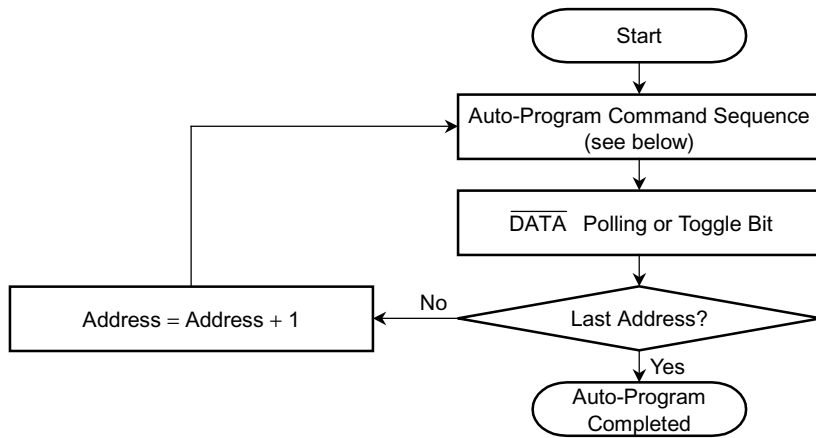 Start
Auto-Program Command Sequence
(see below)
DATA Polling or Toggle Bit
No
Address = Address + 1
Last Address?
Yes
Auto-Program
Completed